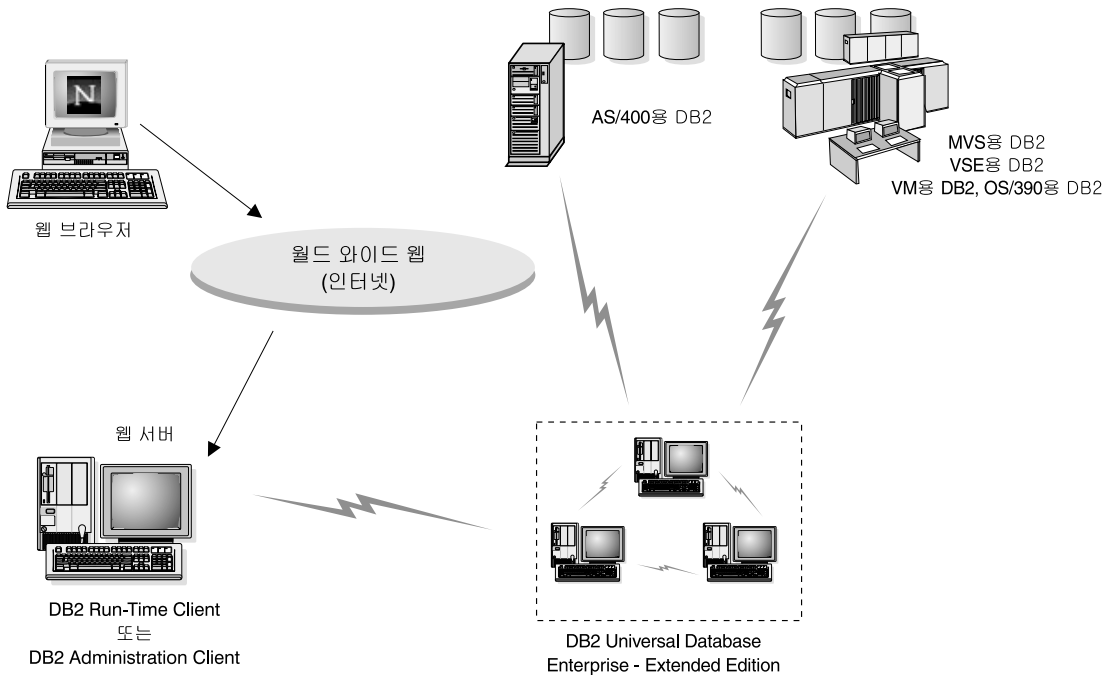 N
AS/400용 DB2
MVS용 DB2
VSE용 DB2
VM용 DB2, OS/390용 DB2
웹 브라우저
월드 와이드 웹
(인터넷)
웹 서버
DB2 Run-Time Client
또는
DB2 Administration Client
DB2 Universal Database
Enterprise - Extended Edition